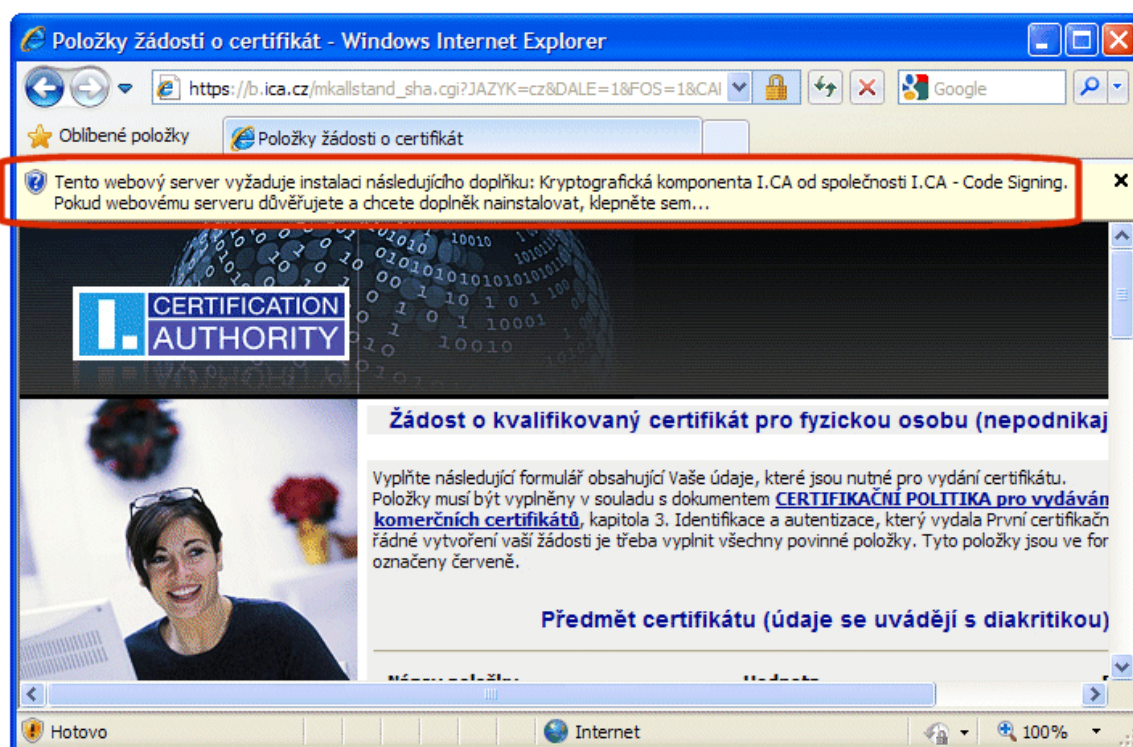 Položky žádosti o certifikát - Windows Internet Explorer
https://b.ica.cz/mkallstand_sha.cgi?JAZYK=cz&DALE=1&FOS=1&CAI
Google
Oblíbené položky
Položky žádosti o certifikát
Tento webový server vyžaduje instalaci následujícího doplňku: Kryptografická komponenta I.CA od společnosti I.CA - Code Signing.
Pokud webovému serveru důvěřujete a chcete doplněk nainstalovat, klepněte sem...
I. CERTIFICATION
AUTHORITY
Žádost o kvalifikovaný certifikát pro fyzickou osobu (nepodnikaj
Vyplňte následující formulář obsahující Vaše údaje, které jsou nutné pro vydání certifikátu.
Položky musí být vyplněny v souladu s dokumentem CERTIFIKAČNÍ POLITIKA pro vydáván
komerčních certifikátů, kapitola 3. Identifikace a autentizace, který vydala První certifikačn
řádné vytvoření vaší žádosti je třeba vyplnit všechny povinné položky. Tyto položky jsou ve for
označeny červeně.
Předmět certifikátu (údaje se uvádějí s diakritikou)
Hotovo
Internet
100%